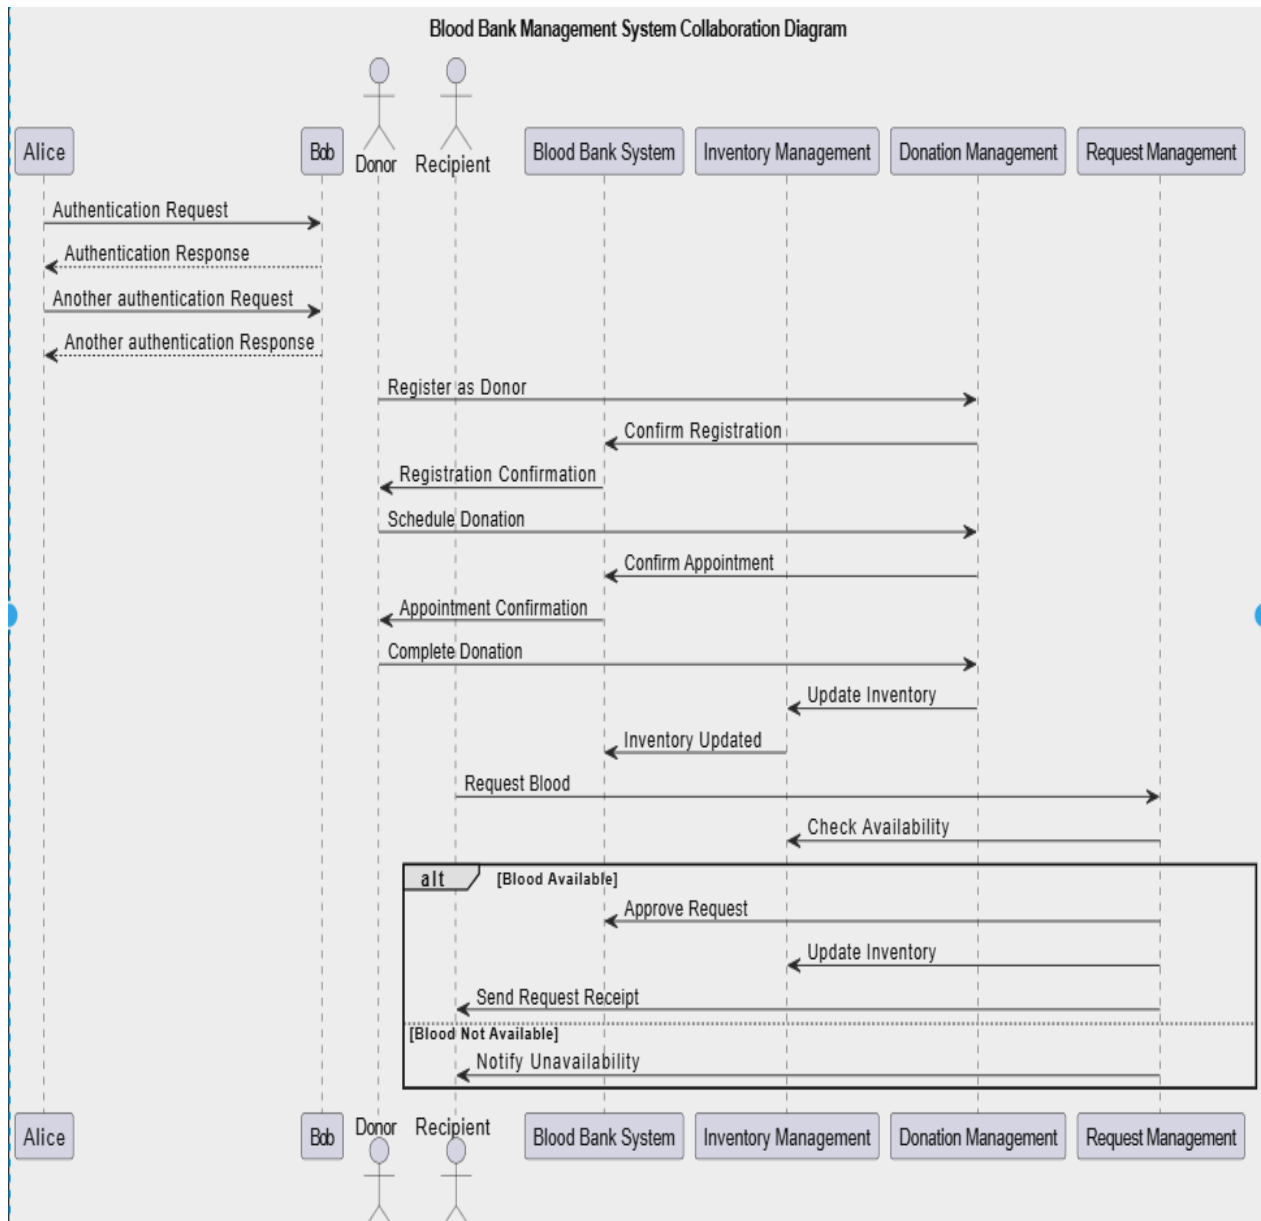 Blood Bank Management System Collaboration Diagram
Alice Bob Donor Recipient Blood Bank System Inventory Management Donation Management Request Management
Authentication Request
Authentication Response
Another authentication Request
Another authentication Response
Register as Donor
Confirm Registration
Registration Confirmation
Schedule Donation
Confirm Appointment
Appointment Confirmation
Complete Donation
Update Inventory
Inventory Updated
Request Blood
Check Availability
alt [Blood Available]
Approve Request
Update Inventory
Send Request Receipt
[Blood Not Available]
Notify Unavailability
Alice Bob Donor Recipient Blood Bank System Inventory Management Donation Management Request Management